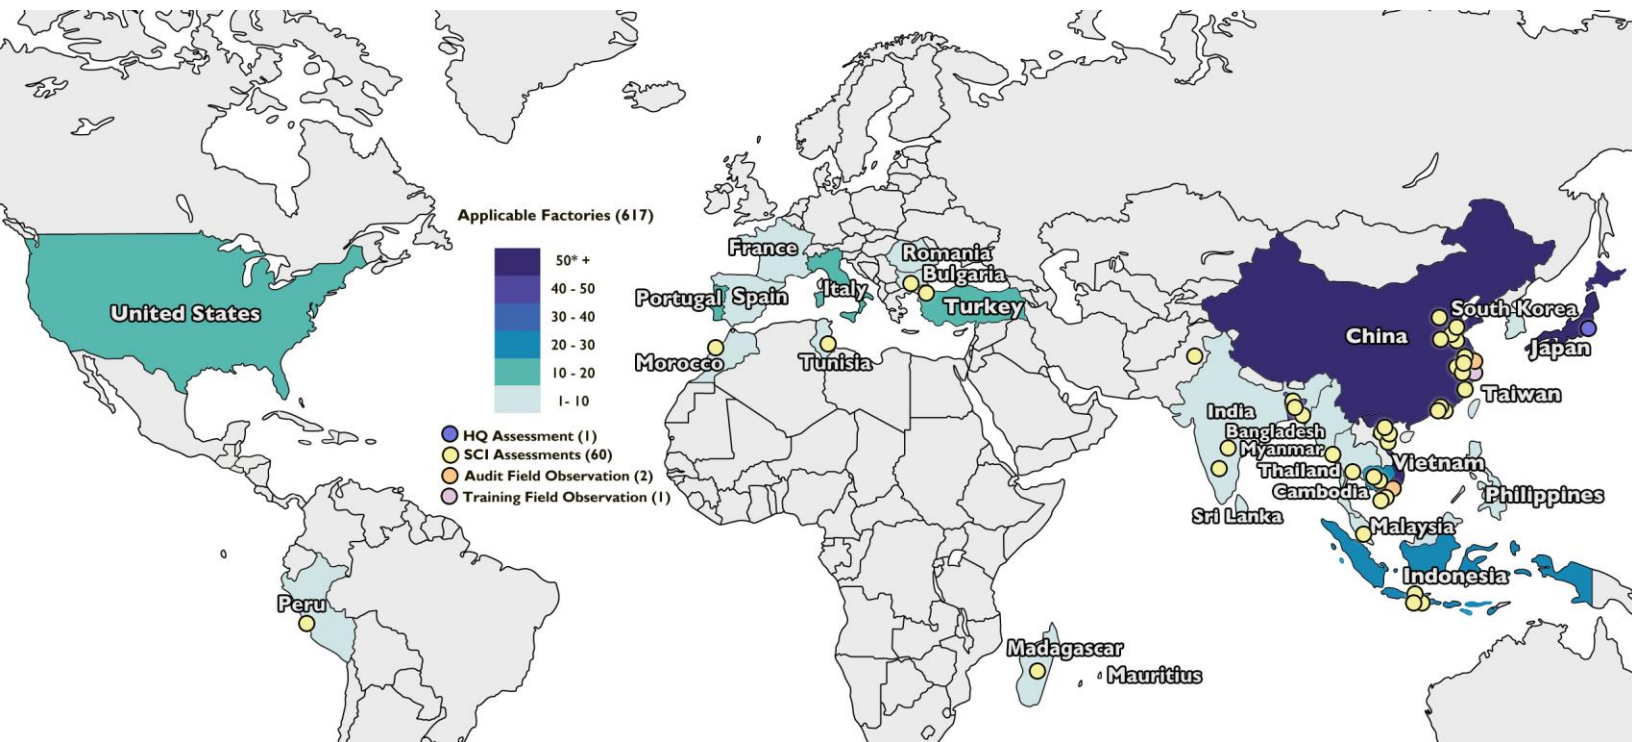 Applicable Factories (617)
50* +
40 - 50
30 - 40
20 - 30
10 - 20
1- 10
HQ Assessment (1)
SCI Assessments (60)
Audit Field Observation (2)
Training Field Observation (1)
United States
Peru
France
Romania
Bulgaria
Portugal
Spain
Italy
Turkey
Morocco
Tunisia
Madagascar
Mauritius
China
South Korea
Japan
Taiwan
India
Bangladesh
Myanmar
Thailand
Vietnam
Cambodia
Philippines
Sri Lanka
Malaysia
Indonesia